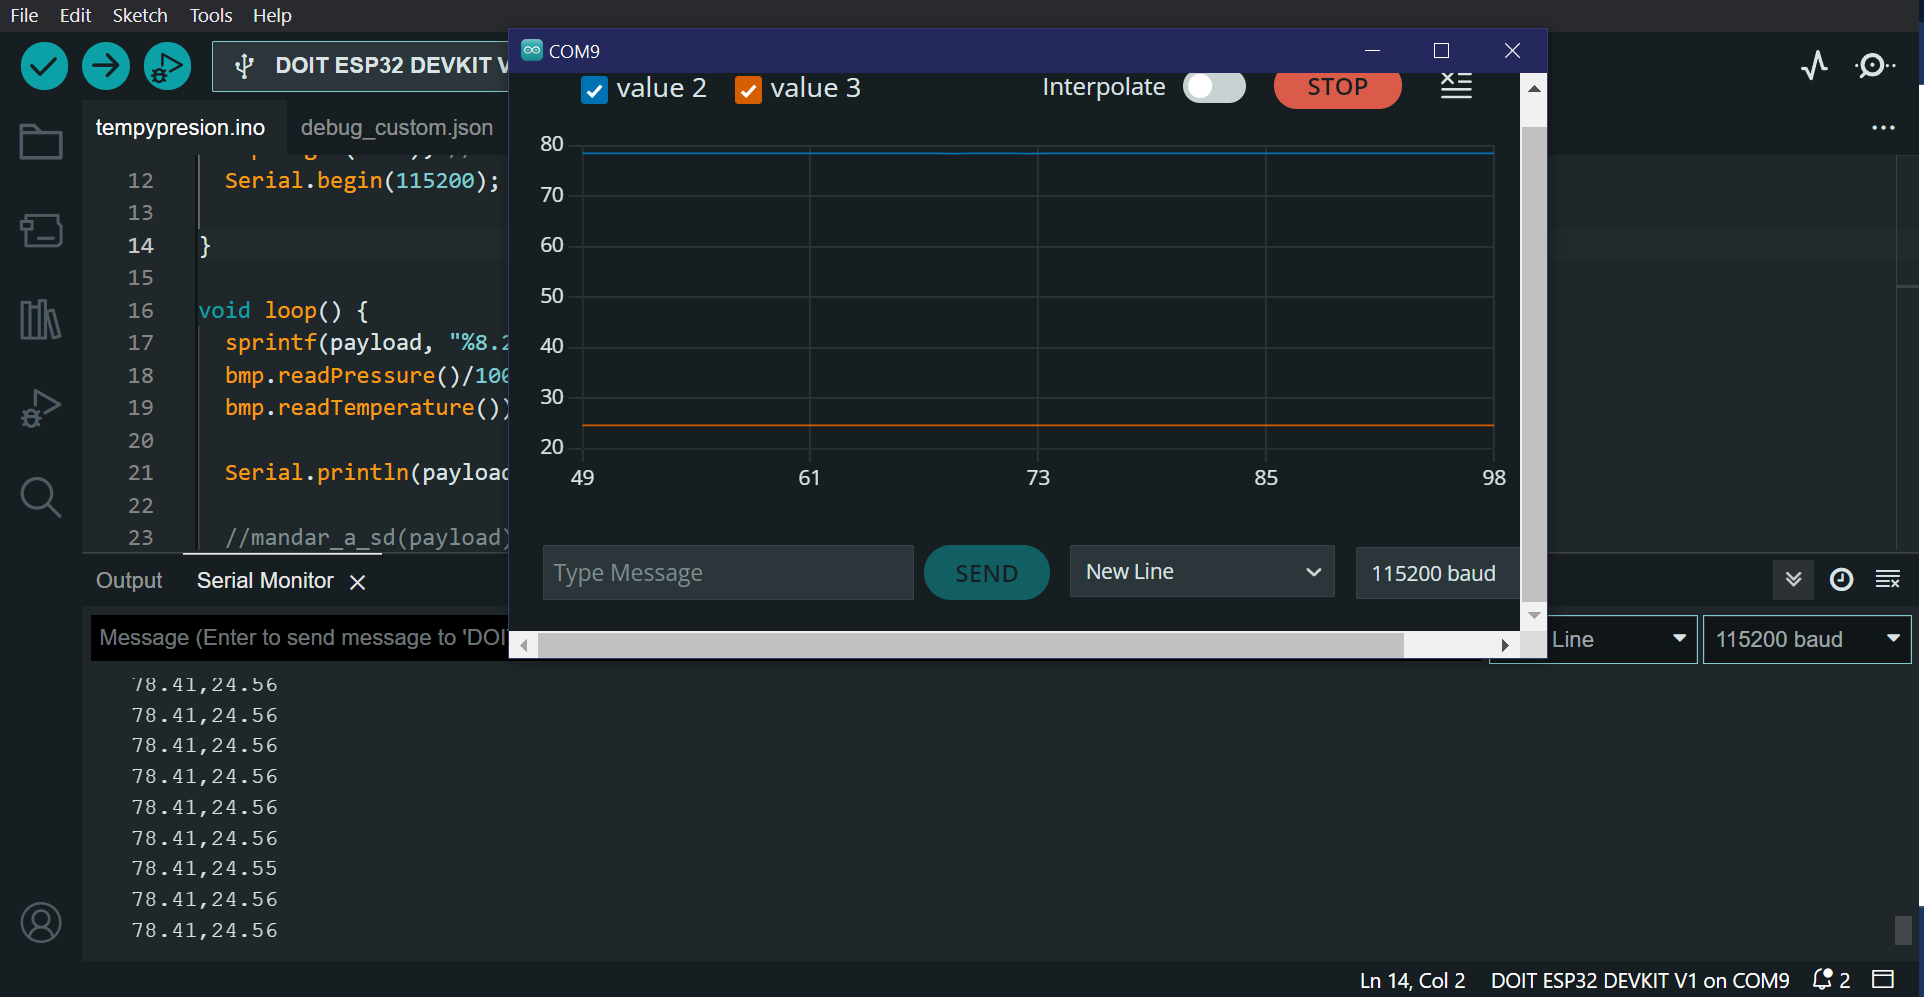 File Edit Sketch Tools Help
DOIT ESP32 DEVKIT V
COM9
value 2 value 3 Interpolate STOP
tempypresion.ino debug_custom.json
12 Serial.begin(115200);
13
14 }
15
16 void loop() {
17 sprintf(payload, "%8.2
18 bmp.readPressure()/100
19 bmp.readTemperature())
20
21 Serial.println(payload
22
23 //mandar_a_sd(payload)
80
70
60
50
40
30
20
49 61 73 85 98
Type Message SEND New Line 115200 baud
Output Serial Monitor
Message (Enter to send message to 'DOI
Line 115200 baud
78.41,24.56
78.41,24.56
78.41,24.56
78.41,24.56
78.41,24.56
78.41,24.56
78.41,24.55
78.41,24.56
78.41,24.56
Ln 14, Col 2 DOIT ESP32 DEVKIT V1 on COM9 2